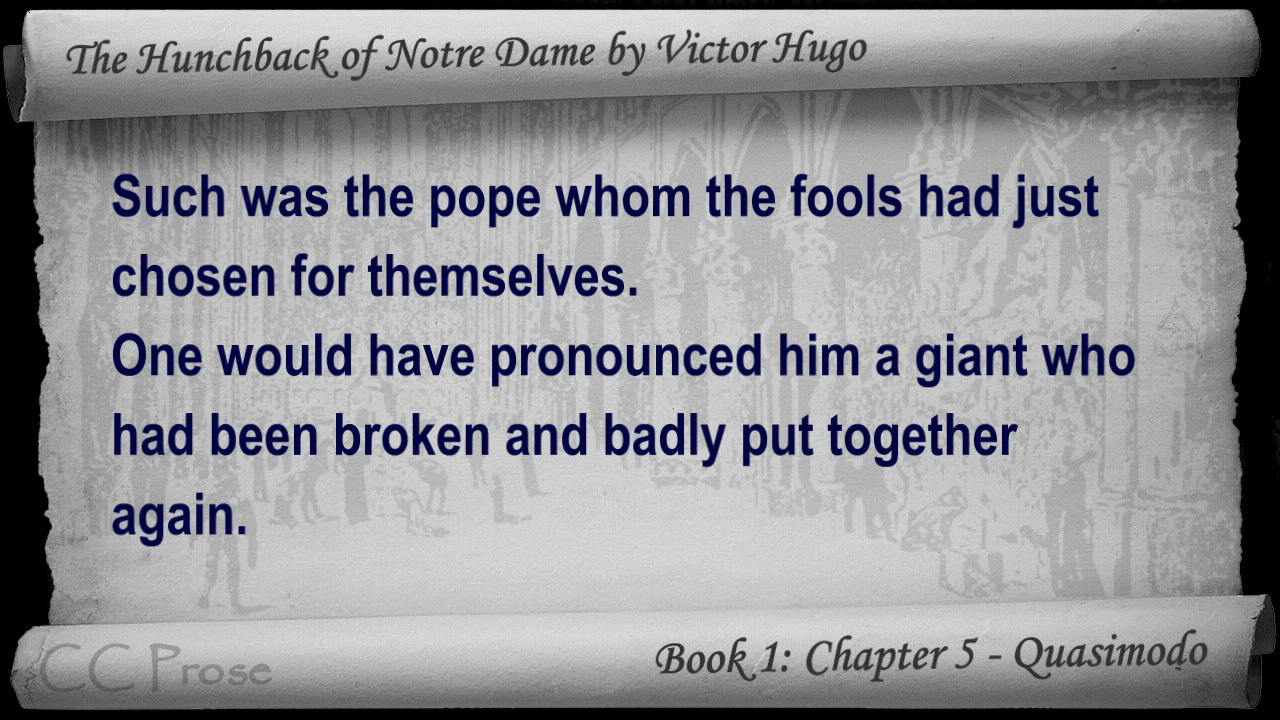 The Hunchback of Notre Dame by Victor Hugo
Such was the pope whom the fools had just
chosen for themselves.
One would have pronounced him a giant who
had been broken and badly put together
again.
CC Prose
Book 1: Chapter 5 - Quasimodo